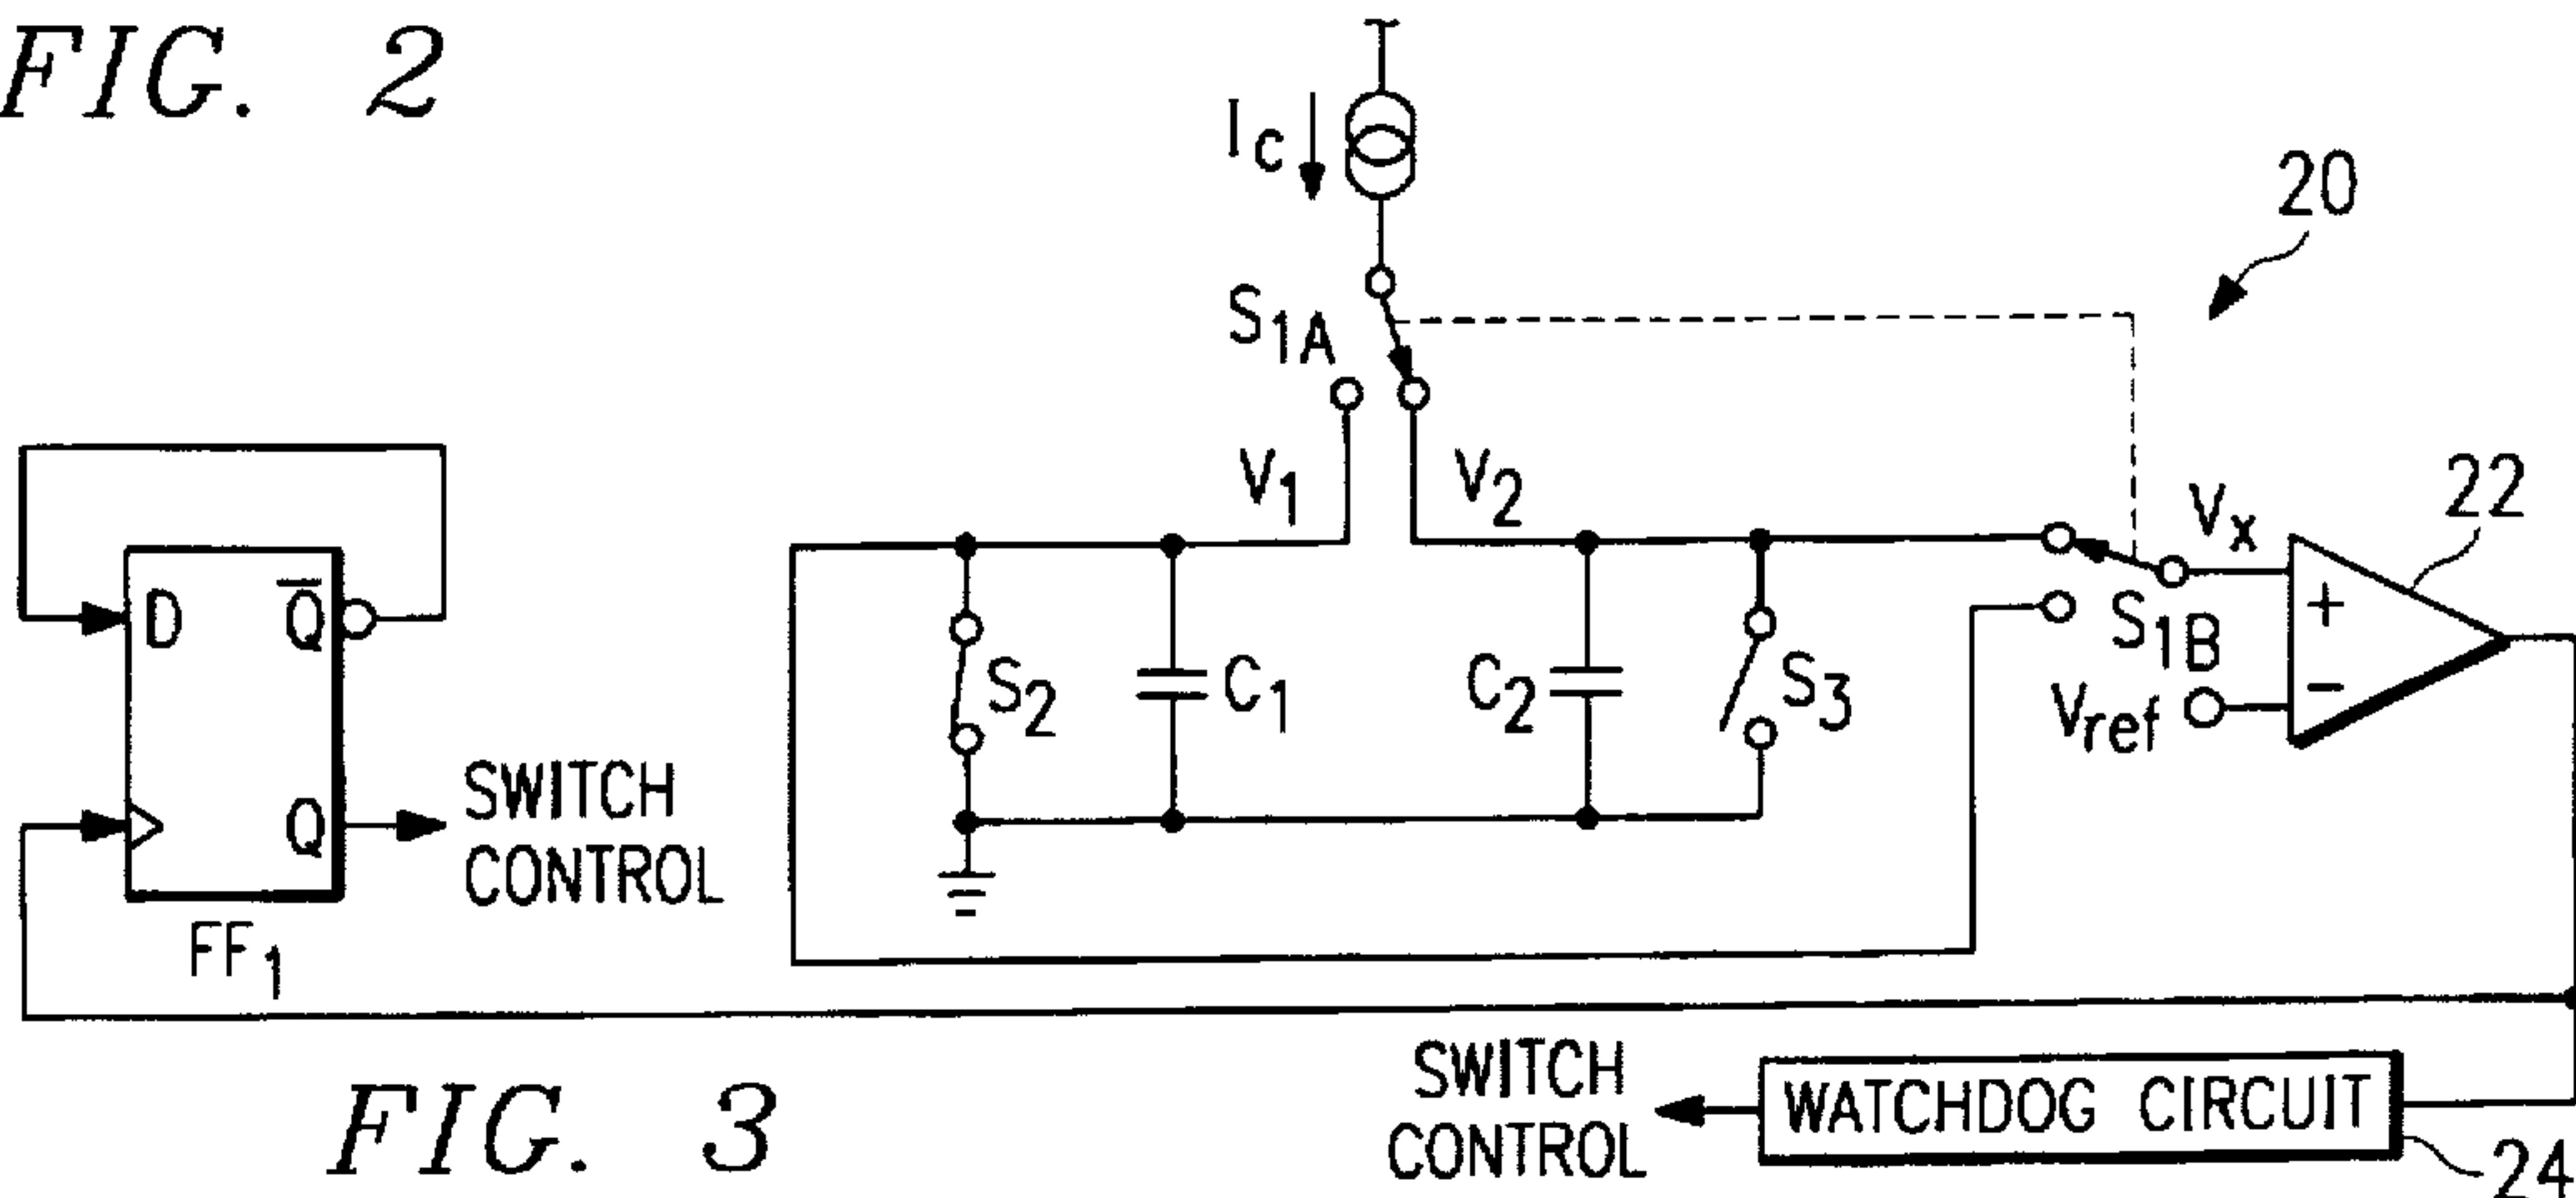 FIG. 2
Ic
20
S1A
V1
V2
Vx
22
D
Q̅
S2
C1
C2
S3
S1B
+
−
Vref
Q
SWITCH
CONTROL
FF1
FIG. 3
SWITCH
CONTROL
WATCHDOG CIRCUIT
24